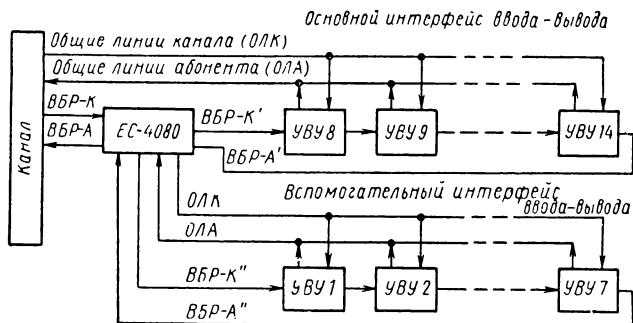 Основной интерфейс ввода-вывода
Общие линии канала (ОЛК)
Общие линии абонента (ОЛА)
ВБР-К
ВБР-А
Канал
ЕС-4080
ВБР-К'
ВБР-А'
УВУ 8
УВУ 9
УВУ 14
Вспомогательный интерфейс
ввода-вывода
ОЛК
ОЛА
ВБР-К"
ВБР-А"
УВУ 1
УВУ 2
УВУ 7